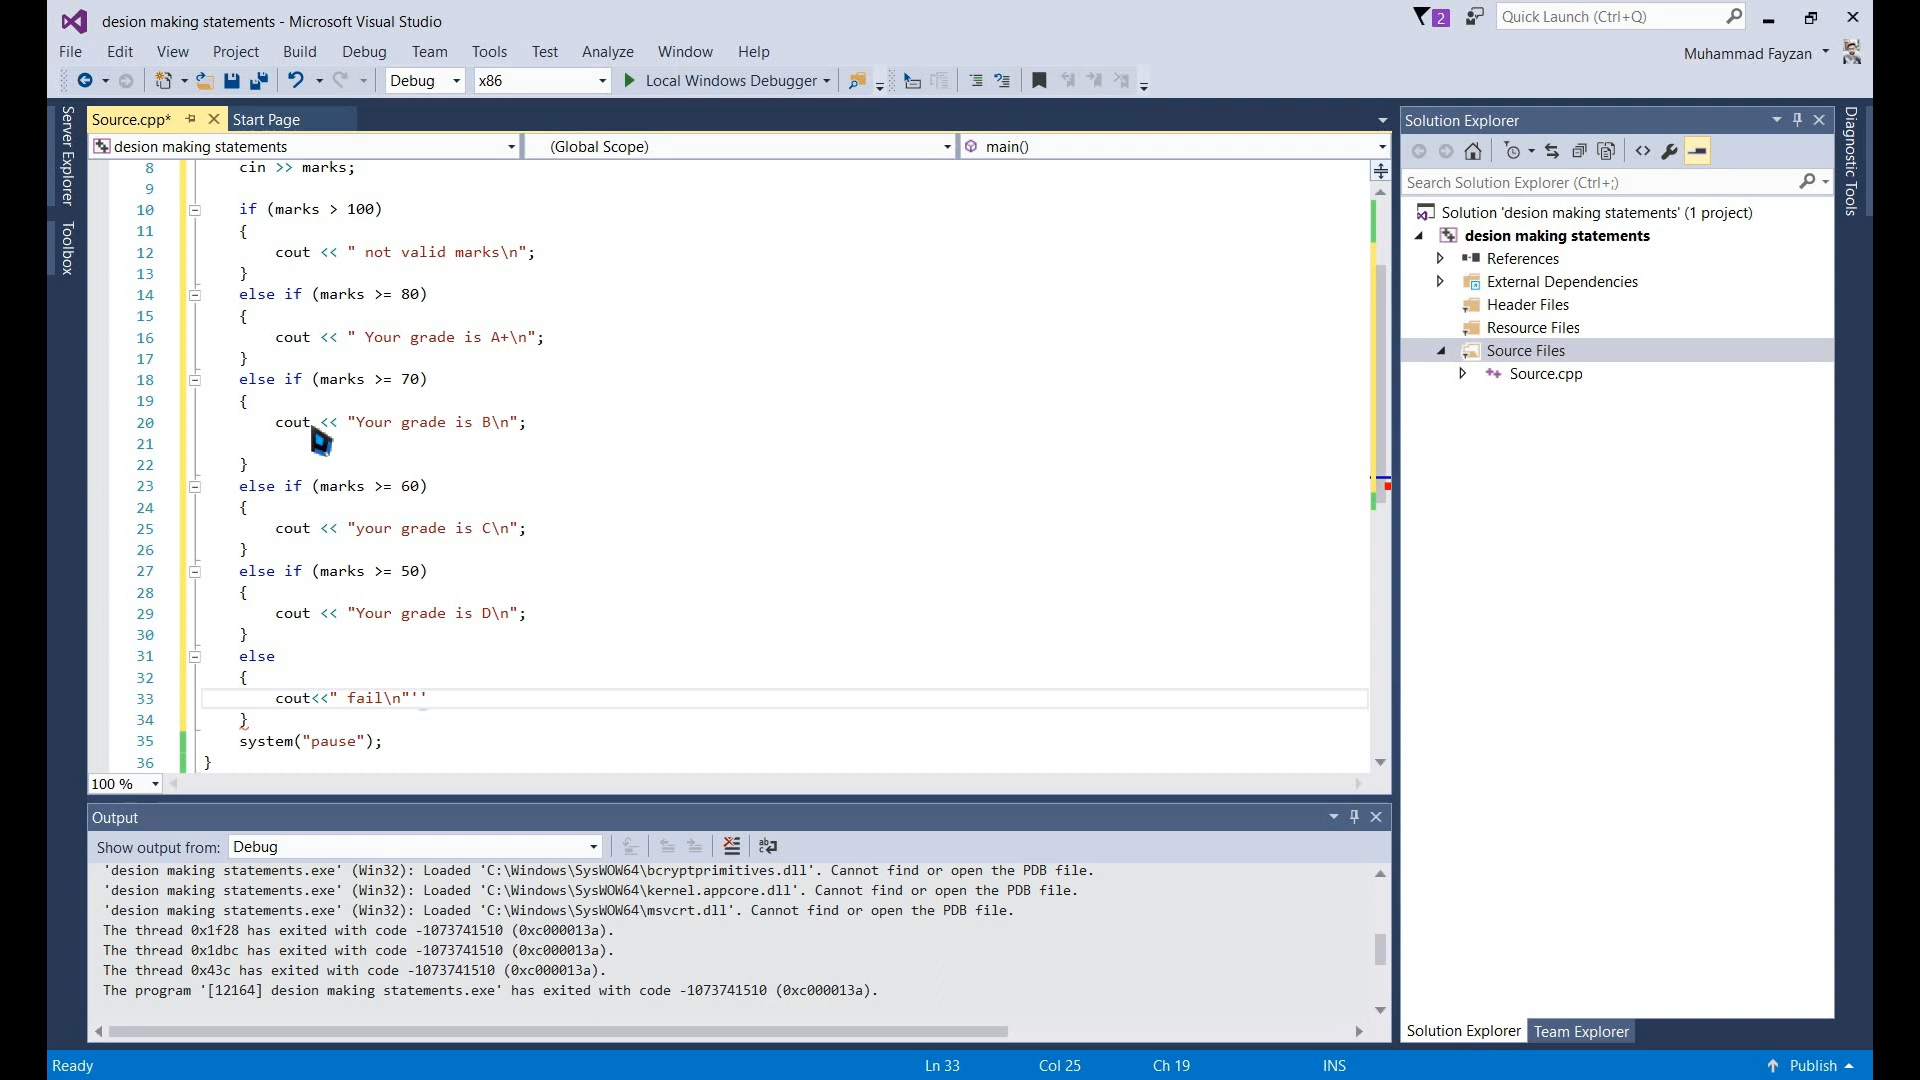 desion making statements - Microsoft Visual Studio
2
Quick Launch (Ctrl+Q)
File Edit View Project Build Debug Team Tools Test Analyze Window Help
Muhammad Fayzan
Debug x86 Local Windows Debugger
Server Explorer
Toolbox
Source.cpp* Start Page
desion making statements (Global Scope) main()
8 cin >> marks;
9
10 if (marks > 100)
11 {
12 cout << " not valid marks\n";
13 }
14 else if (marks >= 80)
15 {
16 cout << " Your grade is A+\n";
17 }
18 else if (marks >= 70)
19 {
20 cout << "Your grade is B\n";
21
22 }
23 else if (marks >= 60)
24 {
25 cout << "your grade is C\n";
26 }
27 else if (marks >= 50)
28 {
29 cout << "Your grade is D\n";
30 }
31 else
32 {
33 cout<<" fail\n"''
34 }
35 system("pause");
36 }
100 %
Output
Show output from: Debug
'desion making statements.exe' (Win32): Loaded 'C:\Windows\SysWOW64\bcryptprimitives.dll'. Cannot find or open the PDB file.
'desion making statements.exe' (Win32): Loaded 'C:\Windows\SysWOW64\kernel.appcore.dll'. Cannot find or open the PDB file.
'desion making statements.exe' (Win32): Loaded 'C:\Windows\SysWOW64\msvcrt.dll'. Cannot find or open the PDB file.
The thread 0x1f28 has exited with code -1073741510 (0xc000013a).
The thread 0x1dbc has exited with code -1073741510 (0xc000013a).
The thread 0x43c has exited with code -1073741510 (0xc000013a).
The program '[12164] desion making statements.exe' has exited with code -1073741510 (0xc000013a).
Solution Explorer
Search Solution Explorer (Ctrl+;)
Solution 'desion making statements' (1 project)
desion making statements
References
External Dependencies
Header Files
Resource Files
Source Files
Source.cpp
Solution Explorer Team Explorer
Diagnostic Tools
Ready Ln 33 Col 25 Ch 19 INS Publish